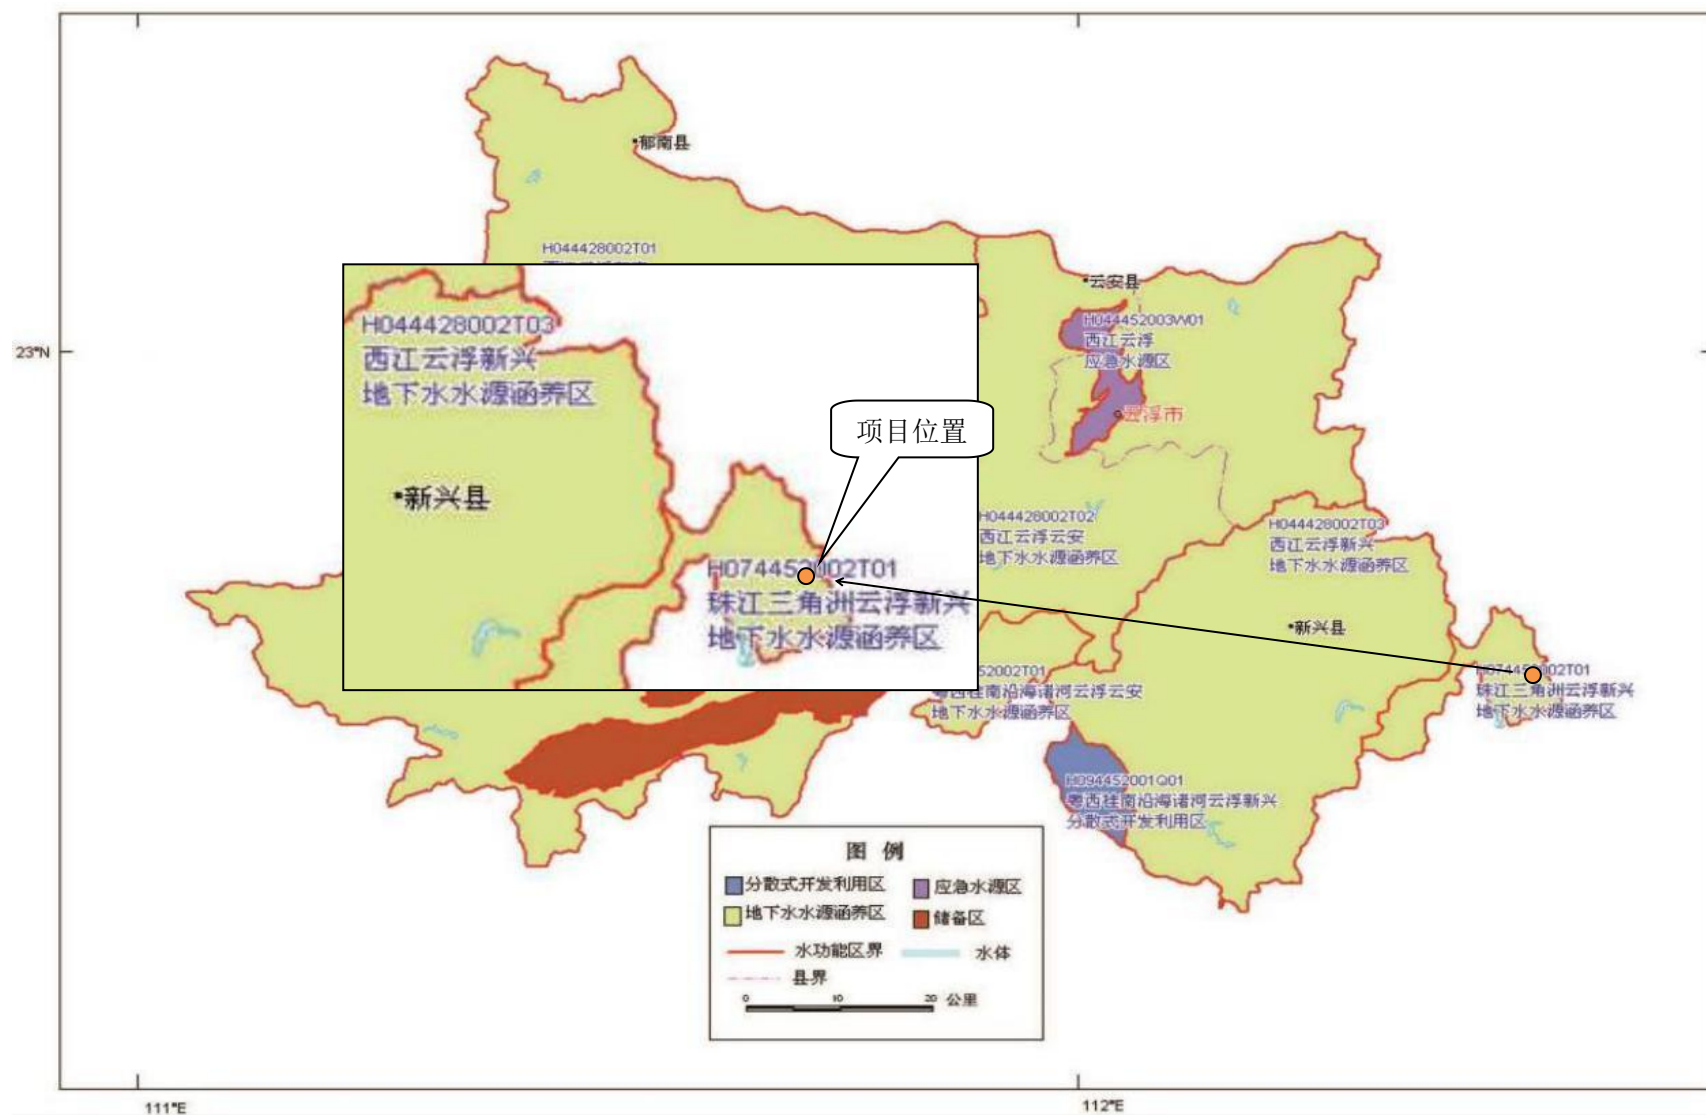 郁南县
H044428002T01
云安县
H044452003W01
西江云浮
应急水源区
云浮市
23°N
H044428002T03
西江云浮新兴
地下水水源涵养区
新兴县
项目位置
H074452002T01
珠江三角洲云浮新兴
地下水水源涵养区
H044428002T02
西江云浮云安
地下水水源涵养区
H044428002T03
西江云浮新兴
地下水水源涵养区
新兴县
52002T01
粤西桂南沿海诸河云浮云安
地下水水源涵养区
H074452002T01
珠江三角洲云浮新兴
地下水水源涵养区
H094452001Q01
粤西桂南沿海诸河云浮新兴
分散式开发利用区
图 例
分散式开发利用区
应急水源区
地下水水源涵养区
储备区
水功能区界
水体
县界
0 10 20 公里
111°E
112°E